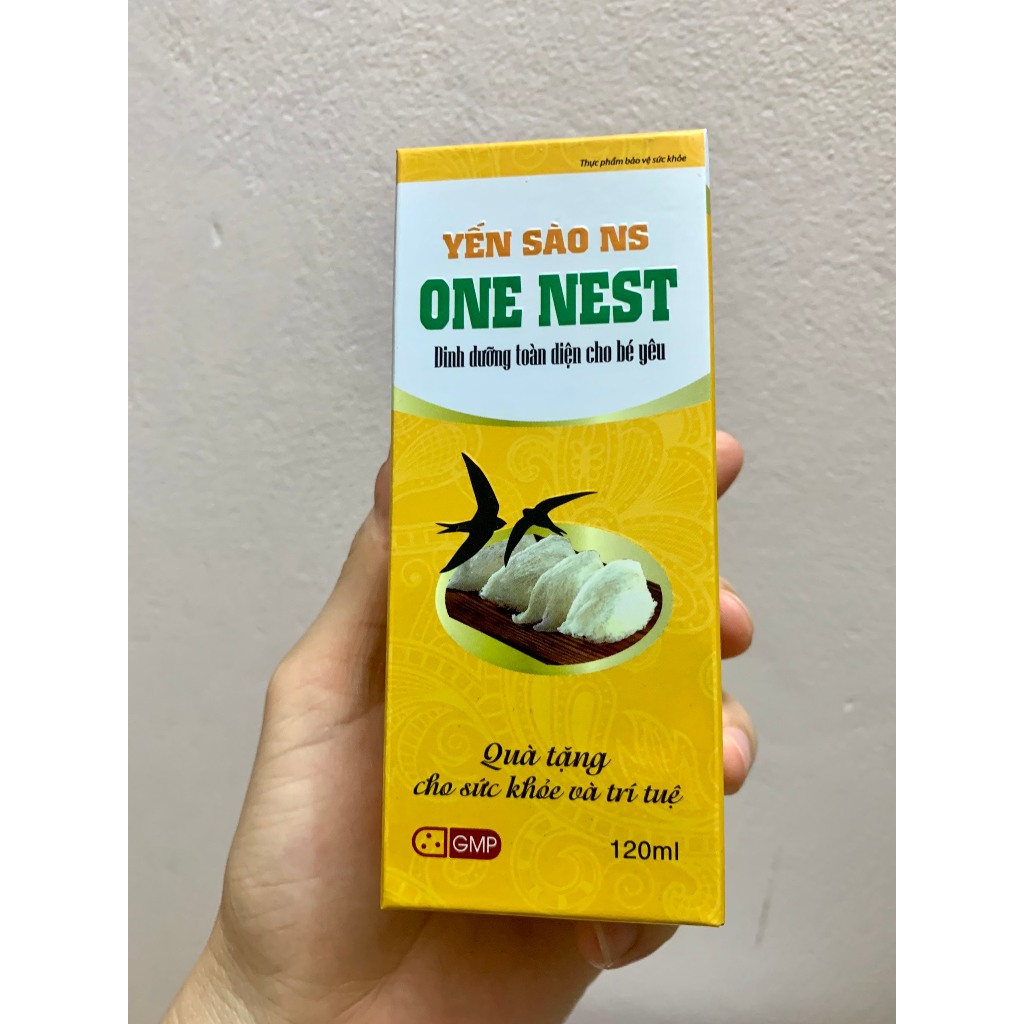 Thực phẩm bảo vệ sức khỏe
YẾN SÀO NS
ONE NEST
Dinh dưỡng toàn diện cho bé yêu
Quà tặng
cho sức khỏe và trí tuệ
GMP
120ml